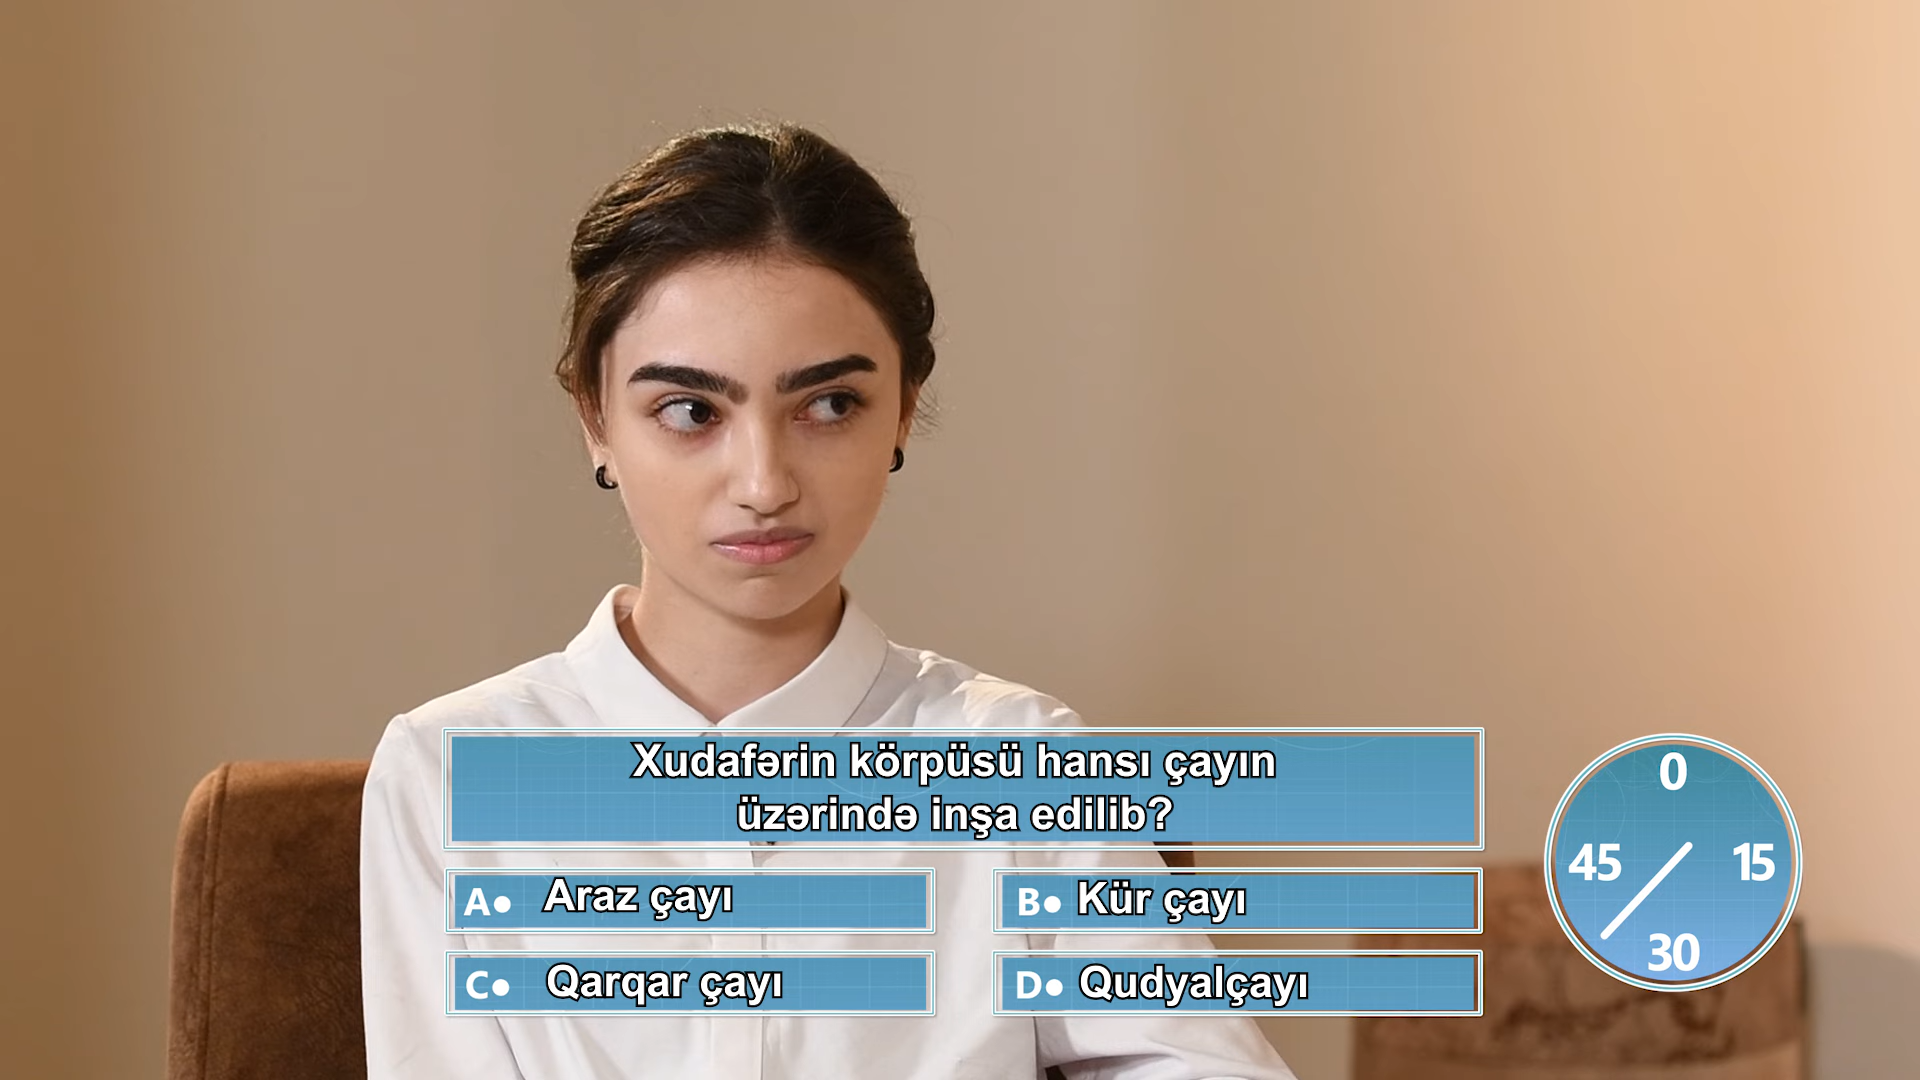 Xudafərin körpüsü hansı çayın
üzərində inşa edilib?
A● Araz çayı
B● Kür çayı
C● Qarqar çayı
D● Qudyalçayı
0
45 15
30